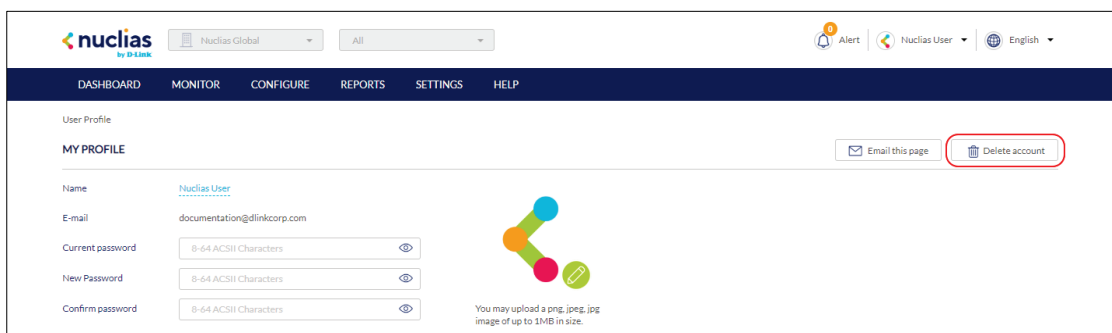 nuclias
by D-Link
Nuclias Global
All
0
Alert
Nuclias User
English
DASHBOARD MONITOR CONFIGURE REPORTS SETTINGS HELP
User Profile
MY PROFILE
Email this page
Delete account
Name Nuclias User
E-mail documentation@dlinkcorp.com
Current password 8-64 ACSII Characters
New Password 8-64 ACSII Characters
Confirm password 8-64 ACSII Characters
You may upload a png, jpeg, jpg
image of up to 1MB in size.